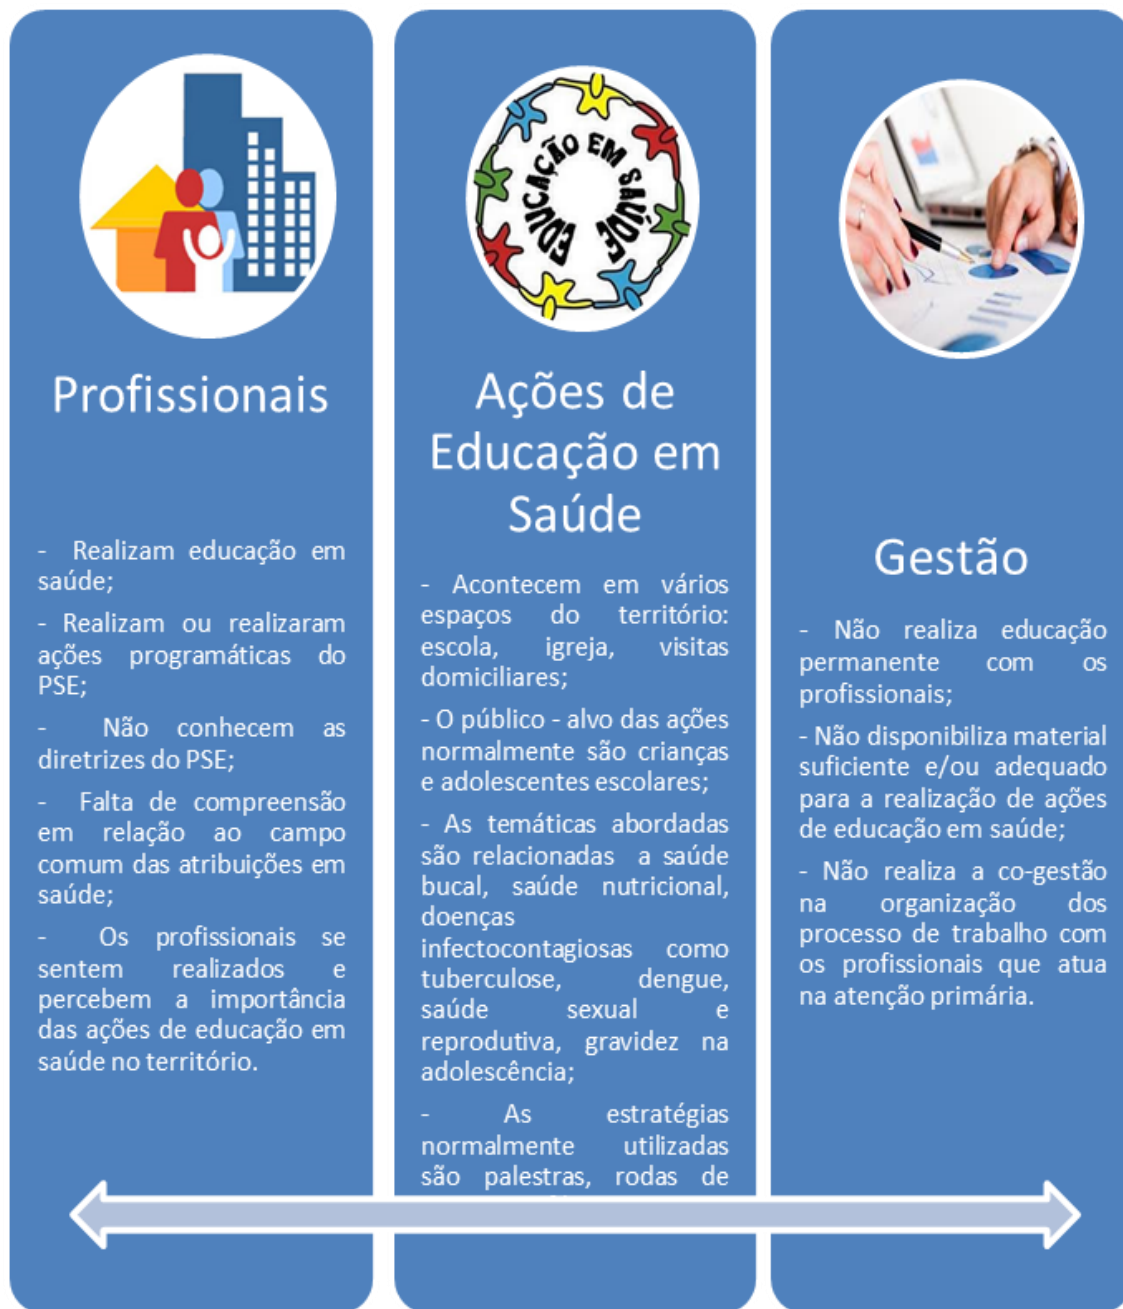 Profissionais
- Realizam educação em
saúde;
- Realizam ou realizaram
ações programáticas do
PSE;
- Não conhecem as
diretrizes do PSE;
- Falta de compreensão
em relação ao campo
comum das atribuições em
saúde;
- Os profissionais se
sentem realizados e
percebem a importância
das ações de educação em
saúde no território.
EDUCAÇÃO EM SAÚDE
Ações de
Educação em
Saúde
- Acontecem em vários
espaços do território:
escola, igreja, visitas
domiciliares;
- O público - alvo das ações
normalmente são crianças
e adolescentes escolares;
- As temáticas abordadas
são relacionadas a saúde
bucal, saúde nutricional,
doenças
infectocontagiosas como
tuberculose, dengue,
saúde sexual e
reprodutiva, gravidez na
adolescência;
- As estratégias
normalmente utilizadas
são palestras, rodas de
Gestão
- Não realiza educação
permanente com os
profissionais;
- Não disponibiliza material
suficiente e/ou adequado
para a realização de ações
de educação em saúde;
- Não realiza a co-gestão
na organização dos
processo de trabalho com
os profissionais que atua
na atenção primária.